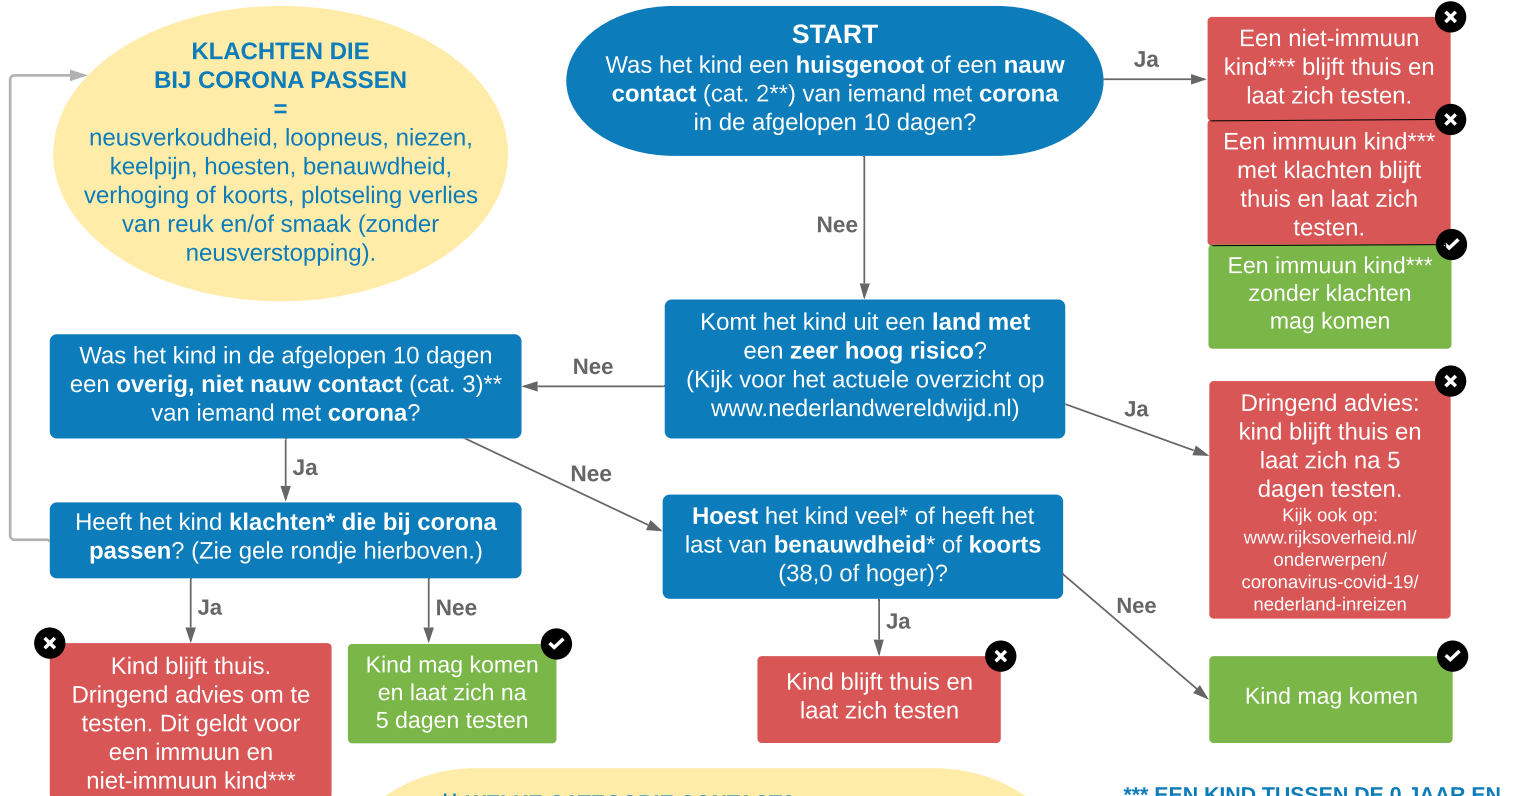 KLACHTEN DIE
BIJ CORONA PASSEN
=
neusverkoudheid, loopneus, niezen,
keelpijn, hoesten, benauwdheid,
verhoging of koorts, plotseling verlies
van reuk en/of smaak (zonder
neusverstopping).
START
Was het kind een huisgenoot of een nauw
contact (cat. 2**) van iemand met corona
in de afgelopen 10 dagen?
Ja
Een niet-immuun
kind*** blijft thuis en
laat zich testen.
Een immuun kind***
met klachten blijft
thuis en laat zich
testen.
Een immuun kind***
zonder klachten
mag komen
Nee
Komt het kind uit een land met
een zeer hoog risico?
(Kijk voor het actuele overzicht op
www.nederlandwereldwijd.nl)
Ja
Dringend advies:
kind blijft thuis en
laat zich na 5
dagen testen.
Kijk ook op:
www.rijksoverheid.nl/
onderwerpen/
coronavirus-covid-19/
nederland-inreizen
Nee
Was het kind in de afgelopen 10 dagen
een overig, niet nauw contact (cat. 3)**
van iemand met corona?
Ja
Nee
Heeft het kind klachten* die bij corona
passen? (Zie gele rondje hierboven.)
Hoest het kind veel* of heeft het
last van benauwdheid* of koorts
(38,0 of hoger)?
Ja
Nee
Ja
Nee
Kind blijft thuis.
Dringend advies om te
testen. Dit geldt voor
een immuun en
niet-immuun kind***
Kind mag komen
en laat zich na
5 dagen testen
Kind blijft thuis en
laat zich testen
Kind mag komen
** WELKE CATEGORIE CONTACT?
*** EEN KIND TUSSEN DE 0 JAAR EN